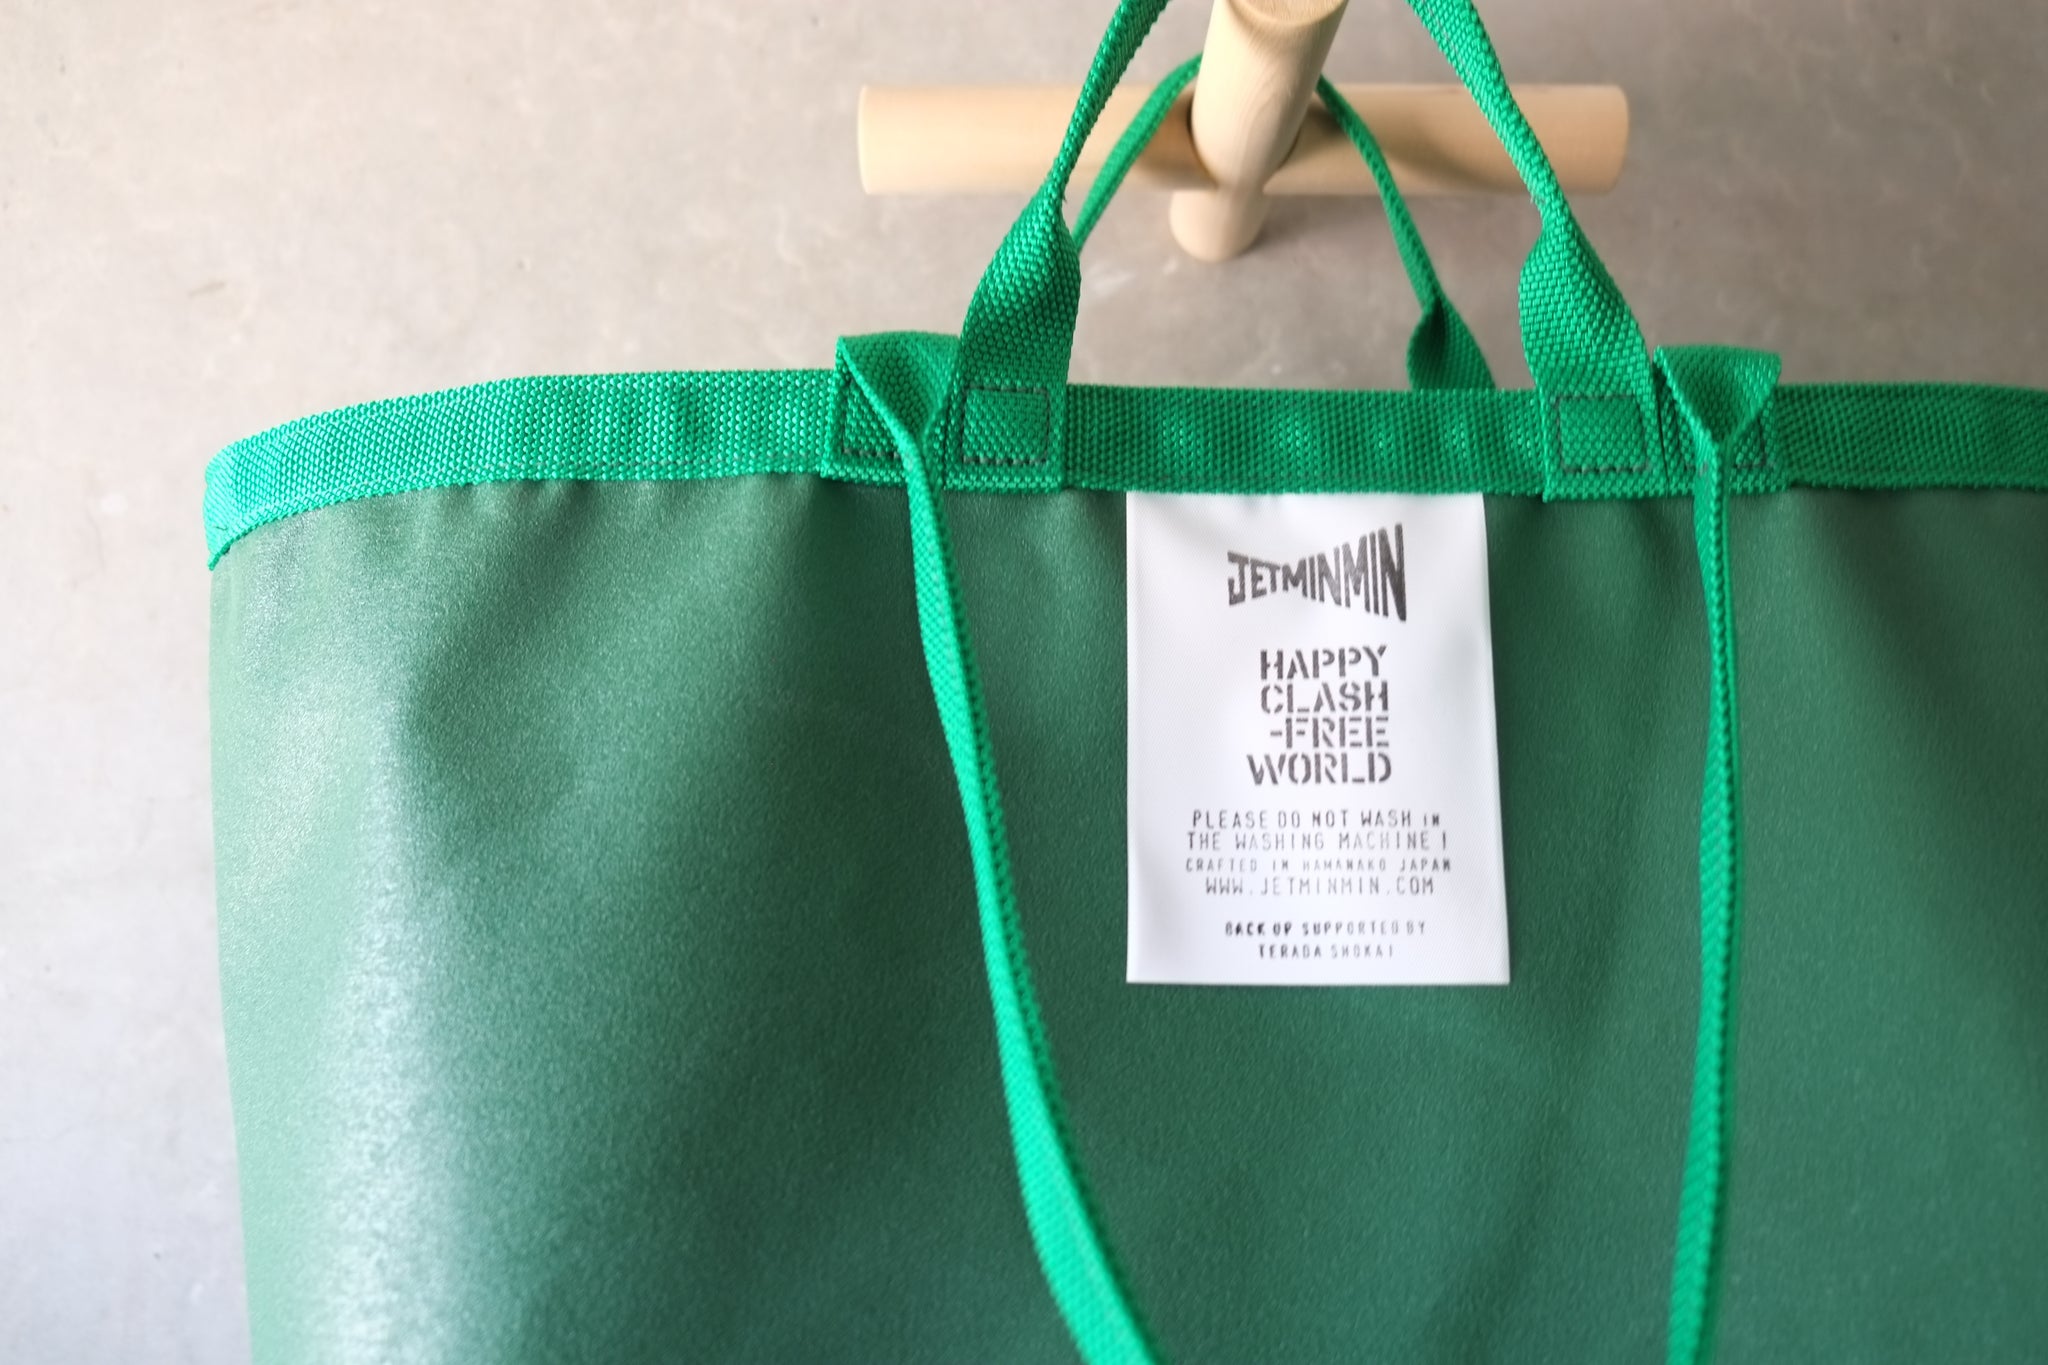 JETMINMIN
HAPPY
CLASH
-FREE
WORLD
PLEASE DO NOT WASH IN
THE WASHING MACHINE!
CRAFTED IN HAMANAKO JAPAN
WWW.JETMINMIN.COM
BACK UP SUPPORTED BY
TERADA SHOKAI